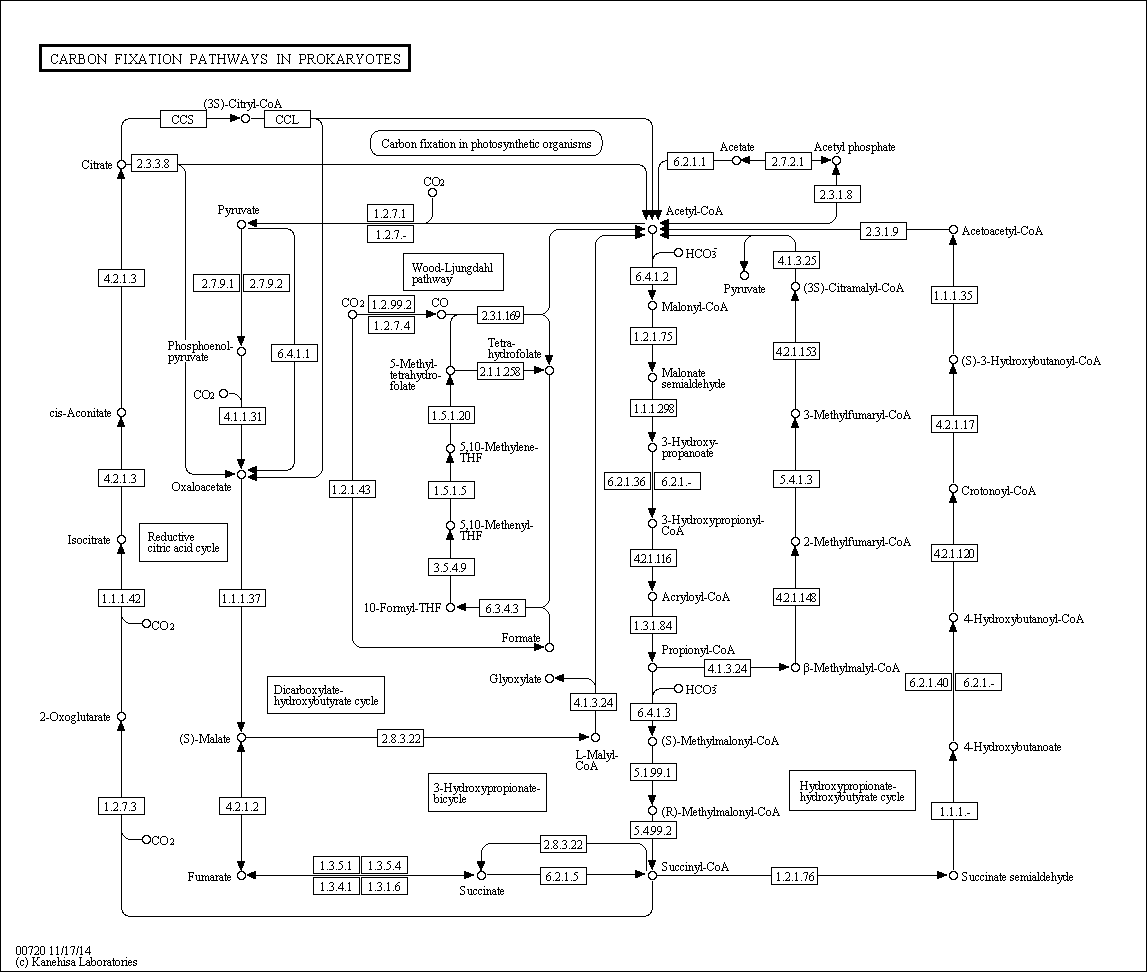 CARBON FIXATION PATHWAYS IN PROKARYOTES
(3S)-Citryl-CoA
CCS
CCL
Carbon fixation in photosynthetic organisms
Acetate
Acetyl phosphate
Citrate
2.3.3.8
6.2.1.1
2.7.2.1
CO2
2.3.1.8
Pyruvate
1.2.7.1
1.2.7.-
Acetyl-CoA
2.3.1.9
Acetoacetyl-CoA
Wood-Ljungdahl
pathway
HCO3-
4.1.3.25
4.2.1.3
2.7.9.1
2.7.9.2
6.4.1.2
Pyruvate
(3S)-Citramalyl-CoA
1.1.1.35
CO2
1.2.99.2
1.2.7.4
CO
2.3.1.169
Malonyl-CoA
Phosphoenol-
pyruvate
6.4.1.1
Tetra-
hydrofolate
1.2.1.75
4.2.1.153
5-Methyl-
tetrahydro-
folate
2.1.1.258
(S)-3-Hydroxybutanoyl-CoA
Malonate
semialdehyde
CO2
cis-Aconitate
4.1.1.31
1.5.1.20
1.1.1.298
3-Methylfumaryl-CoA
4.2.1.17
5,10-Methylene-
THF
3-Hydroxy-
propanoate
4.2.1.3
Oxaloacetate
1.2.1.43
1.5.1.5
6.2.1.36
6.2.1.-
5.4.1.3
Crotonoyl-CoA
Isocitrate
Reductive
citric acid cycle
5,10-Methenyl-
THF
3-Hydroxypropionyl-
CoA
2-Methylfumaryl-CoA
3.5.4.9
4.2.1.116
4.2.1.120
1.1.1.42
1.1.1.37
10-Formyl-THF
6.3.4.3
Acryloyl-CoA
4.2.1.148
CO2
1.3.1.84
4-Hydroxybutanoyl-CoA
Formate
Propionyl-CoA
4.1.3.24
β-Methylmalyl-CoA
Glyoxylate
HCO3-
6.2.1.40
6.2.1.-
Dicarboxylate-
hydroxybutyrate cycle
4.1.3.24
6.4.1.3
2-Oxoglutarate
(S)-Malate
2.8.3.22
L-Malyl-
CoA
(S)-Methylmalonyl-CoA
4-Hydroxybutanoate
3-Hydroxypropionate-
bicycle
5.1.99.1
Hydroxypropionate-
hydroxybutyrate cycle
1.2.7.3
4.2.1.2
(R)-Methylmalonyl-CoA
1.1.1.-
CO2
2.8.3.22
5.4.99.2
Fumarate
1.3.5.1
1.3.5.4
1.3.4.1
1.3.1.6
Succinate
6.2.1.5
Succinyl-CoA
1.2.1.76
Succinate semialdehyde
00720 11/17/14
(c) Kanehisa Laboratories